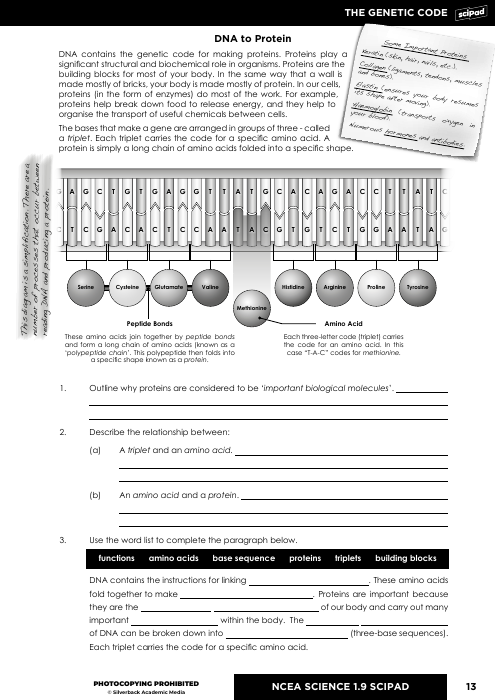 THE GENETIC CODE scipad
DNA to Protein
DNA contains the genetic code for making proteins. Proteins play a
significant structural and biochemical role in organisms. Proteins are the
building blocks for most of your body. In the same way that a wall is
made mostly of bricks, your body is made mostly of protein. In our cells,
proteins (in the form of enzymes) do most of the work. For example,
proteins help break down food to release energy, and they help to
organise the transport of useful chemicals between cells.
The bases that make a gene are arranged in groups of three - called
a triplet. Each triplet carries the code for a specific amino acid. A
protein is simply a long chain of amino acids folded into a specific shape.
Some Important Proteins
Keratin (skin, hair, nails, etc).
Collagen (ligaments, tendons, muscles
and bones).
Elastin (ensures your body resumes
its shape after moving).
Haemoglobin (transports oxygen in
your blood).
Numerous hormones and antibodies.
This diagram is a simplification. There are a
number of processes that occur between
reading DNA and producing a protein.
G A G C T G T G A G G T T A T G C A C A G A C C T T A T C
C T C G A C A C T C C A A T A C G T G T C T G G A A T A G
Serine
Cysteine
Glutamate
Valine
Methionine
Histidine
Arginine
Proline
Tyrosine
Peptide Bonds
Amino Acid
These amino acids join together by peptide bonds
and form a long chain of amino acids (known as a
'polypeptide chain'. This polypeptide then folds into
a specific shape known as a protein.
Each three-letter code (triplet) carries
the code for an amino acid. In this
case "T-A-C" codes for methionine.
1. Outline why proteins are considered to be 'important biological molecules'.
2. Describe the relationship between:
(a) A triplet and an amino acid.
(b) An amino acid and a protein.
3. Use the word list to complete the paragraph below.
functions amino acids base sequence proteins triplets building blocks
DNA contains the instructions for linking . These amino acids
fold together to make . Proteins are important because
they are the of our body and carry out many
important within the body. The
of DNA can be broken down into (three-base sequences).
Each triplet carries the code for a specific amino acid.
PHOTOCOPYING PROHIBITED
© Silverback Academic Media
NCEA SCIENCE 1.9 SCIPAD
13